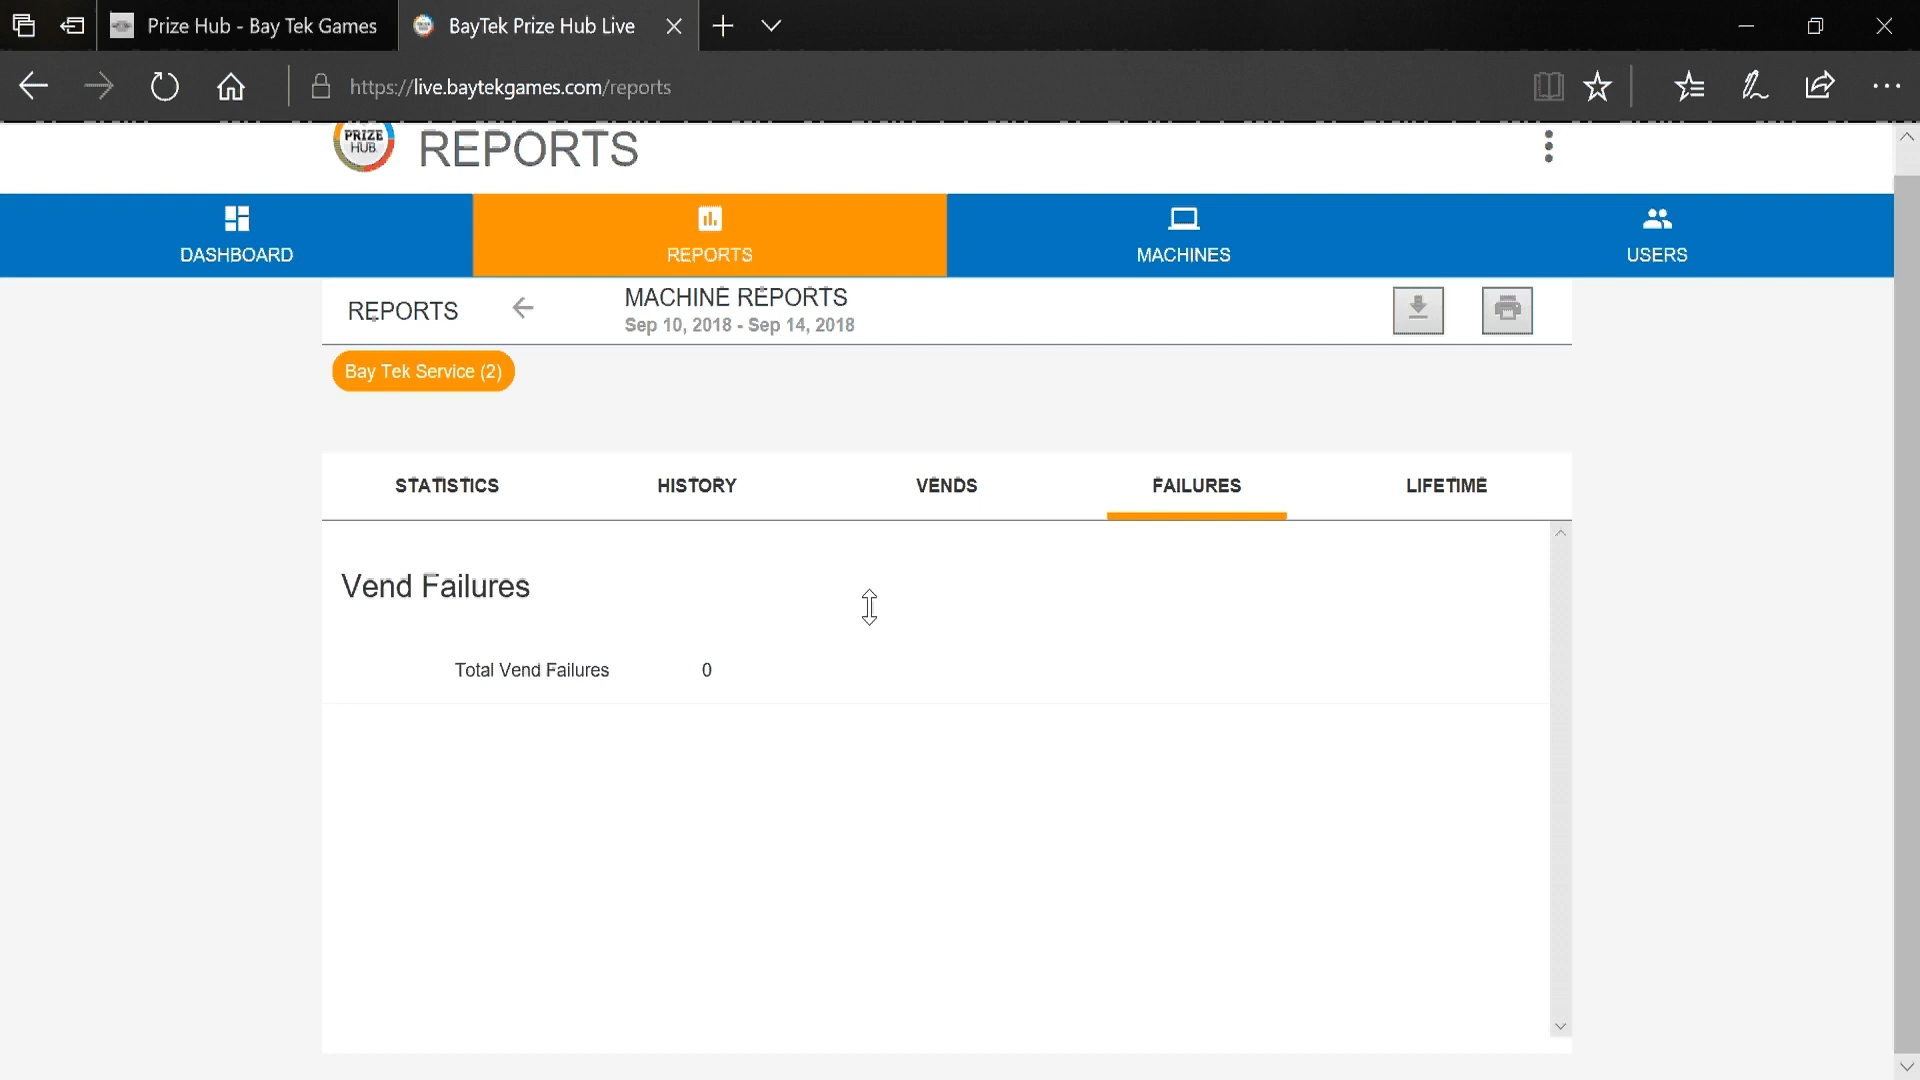 Prize Hub - Bay Tek Games
BayTek Prize Hub Live
https://live.baytekgames.com/reports
PRIZE
HUB
REPORTS
DASHBOARD
REPORTS
MACHINES
USERS
REPORTS
MACHINE REPORTS
Sep 10, 2018 - Sep 14, 2018
Bay Tek Service (2)
STATISTICS
HISTORY
VENDS
FAILURES
LIFETIME
Vend Failures
Total Vend Failures 0